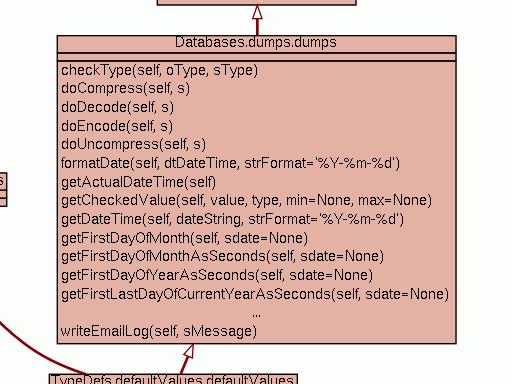 Databases.dumps.dumps
checkType(self, oType, sType)
doCompress(self, s)
doDecode(self, s)
doEncode(self, s)
doUncompress(self, s)
formatDate(self, dtDateTime, strFormat='%Y-%m-%d')
getActualDateTime(self)
s
getCheckedValue(self, value, type, min=None, max=None)
getDateTime(self, dateString, strFormat='%Y-%m-%d')
getFirstDayOfMonth(self, sdate=None)
getFirstDayOfMonthAsSeconds(self, sdate=None)
getFirstDayOfYearAsSeconds(self, sdate=None)
getFirstLastDayOfCurrentYearAsSeconds(self, sdate=None)
...
writeEmailLog(self, sMessage)
TypeDefs.defaultValues.defaultValues